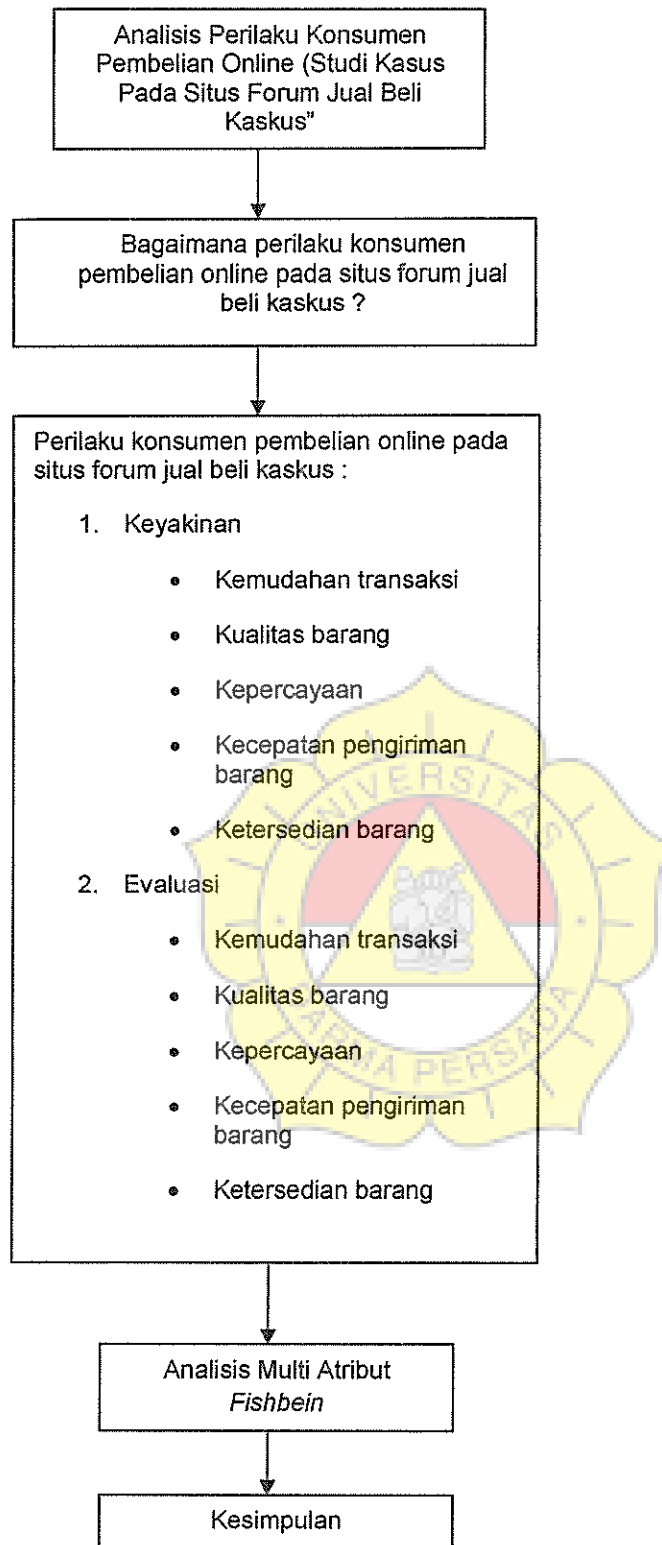 Analisis Perilaku Konsumen
Pembelian Online (Studi Kasus
Pada Situs Forum Jual Beli
Kaskus"
Bagaimana perilaku konsumen
pembelian online pada situs forum jual
beli kaskus ?
Perilaku konsumen pembelian online pada
situs forum jual beli kaskus :
1. Keyakinan
• Kemudahan transaksi
• Kualitas barang
• Kepercayaan
• Kecepatan pengiriman
barang
• Ketersedian barang
2. Evaluasi
• Kemudahan transaksi
• Kualitas barang
• Kepercayaan
• Kecepatan pengiriman
barang
• Ketersedian barang
Analisis Multi Atribut
Fishbein
Kesimpulan
UNIVERSITAS
DARMA PERSADA